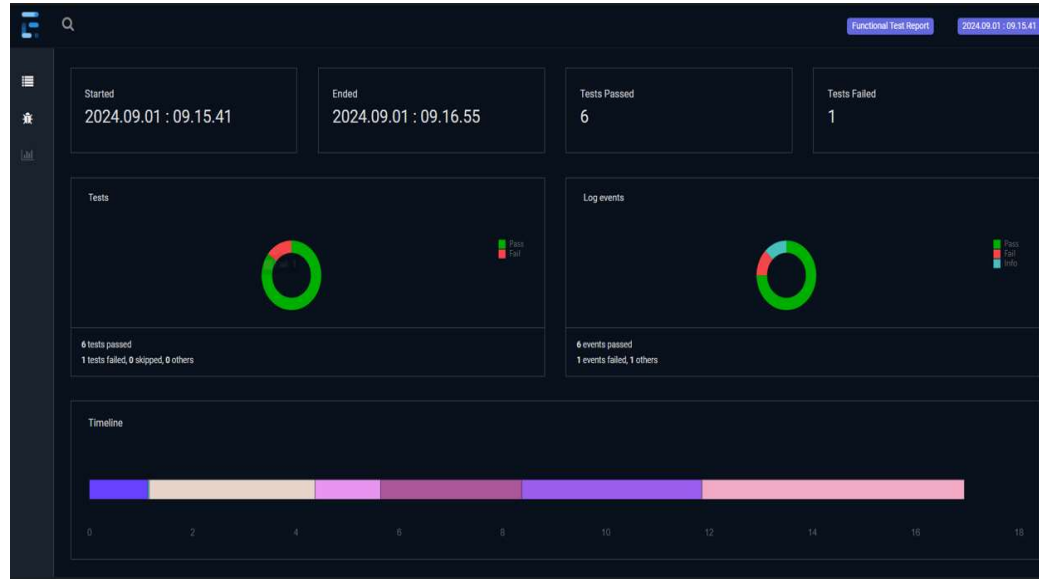 Functional Test Report
2024.09.01 : 09.15.41
Started
2024.09.01 : 09.15.41
Ended
2024.09.01 : 09.16.55
Tests Passed
6
Tests Failed
1
Tests
Pass
Fail
6 tests passed
1 tests failed, 0 skipped, 0 others
Log events
Pass
Fail
Info
6 events passed
1 events failed, 1 others
Timeline
0 2 4 6 8 10 12 14 16 18